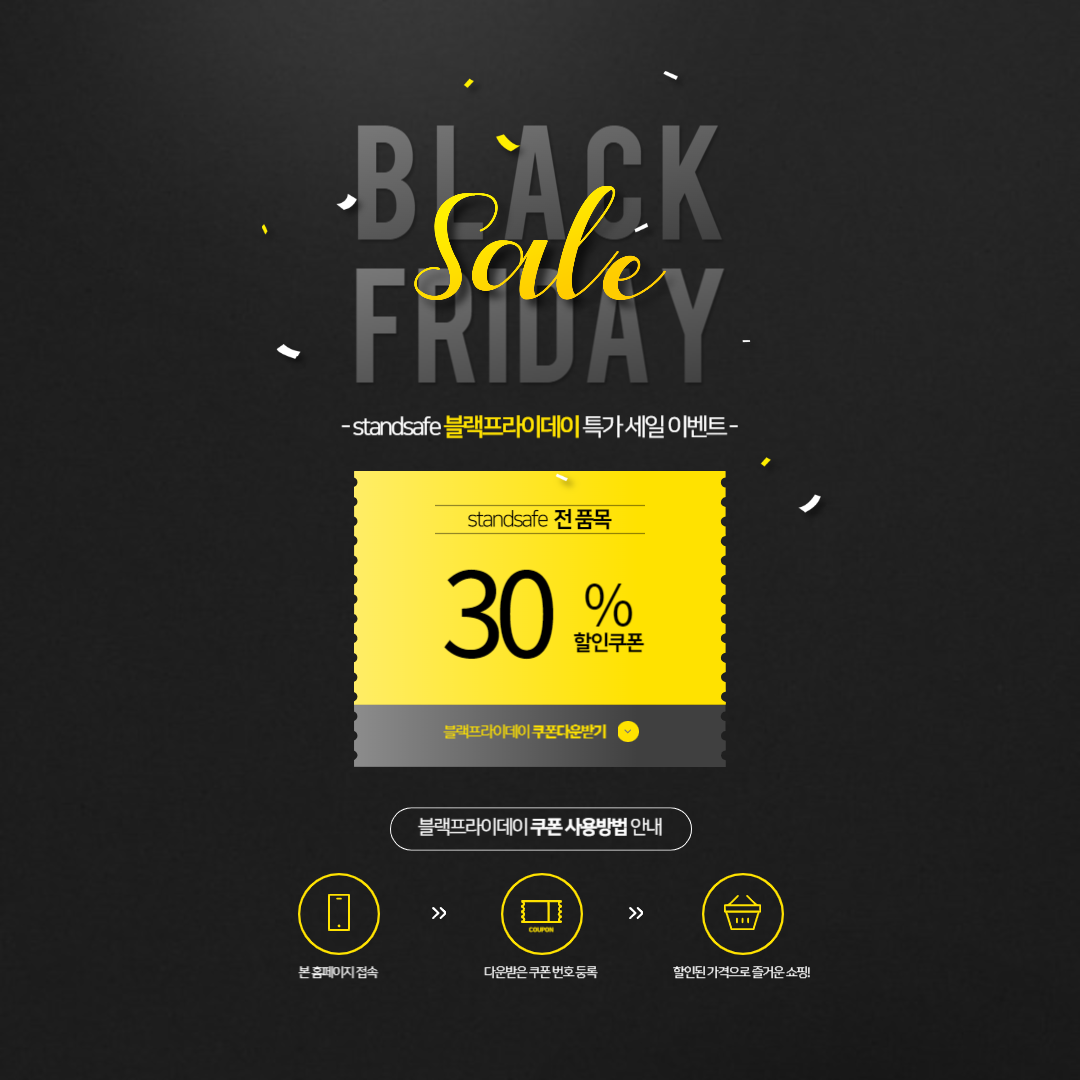 BLACK
Sale
FRIDAY
- standsafe 블랙프라이데이 특가 세일 이벤트 -
standsafe 전 품목
30 %
할인쿠폰
블랙프라이데이 쿠폰다운받기
블랙프라이데이 쿠폰 사용방법 안내
COUPON
본 홈페이지 접속
다운받은 쿠폰 번호 등록
할인된 가격으로 즐거운 쇼핑!